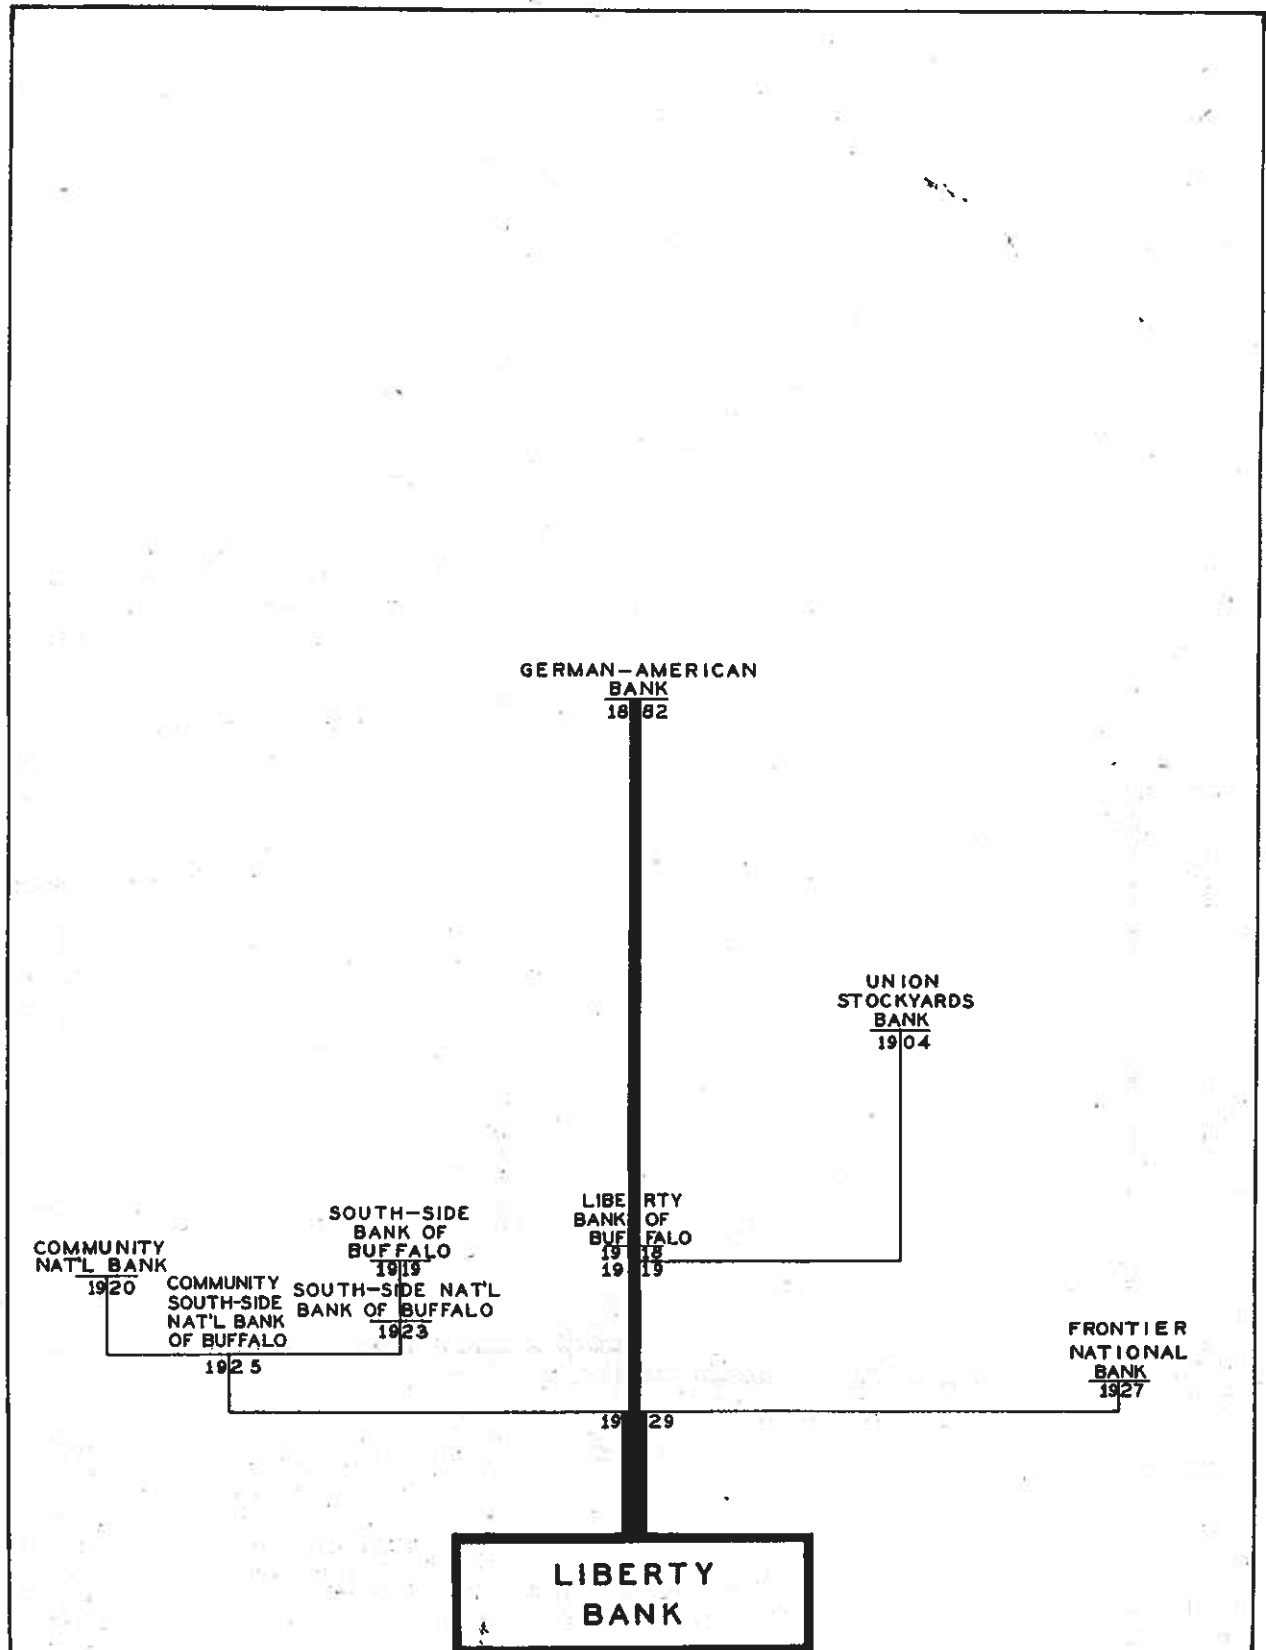 GERMAN-AMERICAN
BANK
1882
UNION
STOCKYARDS
BANK
1904
LIBERTY
BANK OF
BUFFALO
1918
1919
SOUTH-SIDE
BANK OF
BUFFALO
1919
SOUTH-SIDE NAT'L
BANK OF BUFFALO
1923
COMMUNITY
NAT'L BANK
1920
COMMUNITY
SOUTH-SIDE
NAT'L BANK
OF BUFFALO
1925
FRONTIER
NATIONAL
BANK
1927
1929
LIBERTY
BANK